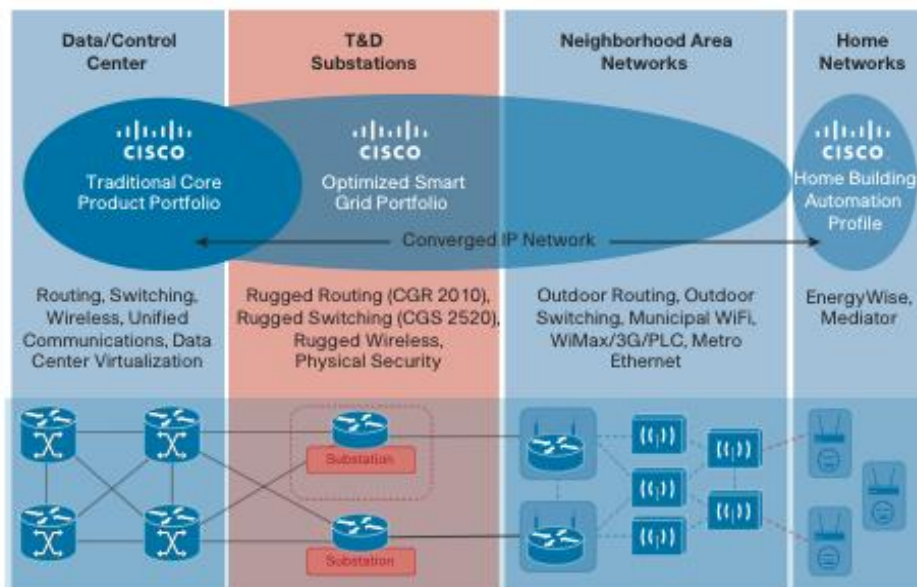 Data/Control
Center
T&D
Substations
Neighborhood Area
Networks
Home
Networks
CISCO
Traditional Core
Product Portfolio
CISCO
Optimized Smart
Grid Portfolio
CISCO
Home Building
Automation
Profile
Converged IP Network
Routing, Switching,
Wireless, Unified
Communications, Data
Center Virtualization
Rugged Routing (CGR 2010),
Rugged Switching (CGS 2520),
Rugged Wireless,
Physical Security
Outdoor Routing, Outdoor
Switching, Municipal WiFi,
WiMax/3G/PLC, Metro
Ethernet
EnergyWise,
Mediator
Substation
Substation